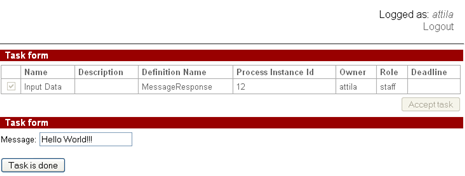 Logged as: attila
Logout
Task form
Name Description Definition Name Process Instance Id Owner Role Deadline
Input Data MessageResponse 12 attila staff
Accept task
Task form
Message: Hello World!!!
Task is done